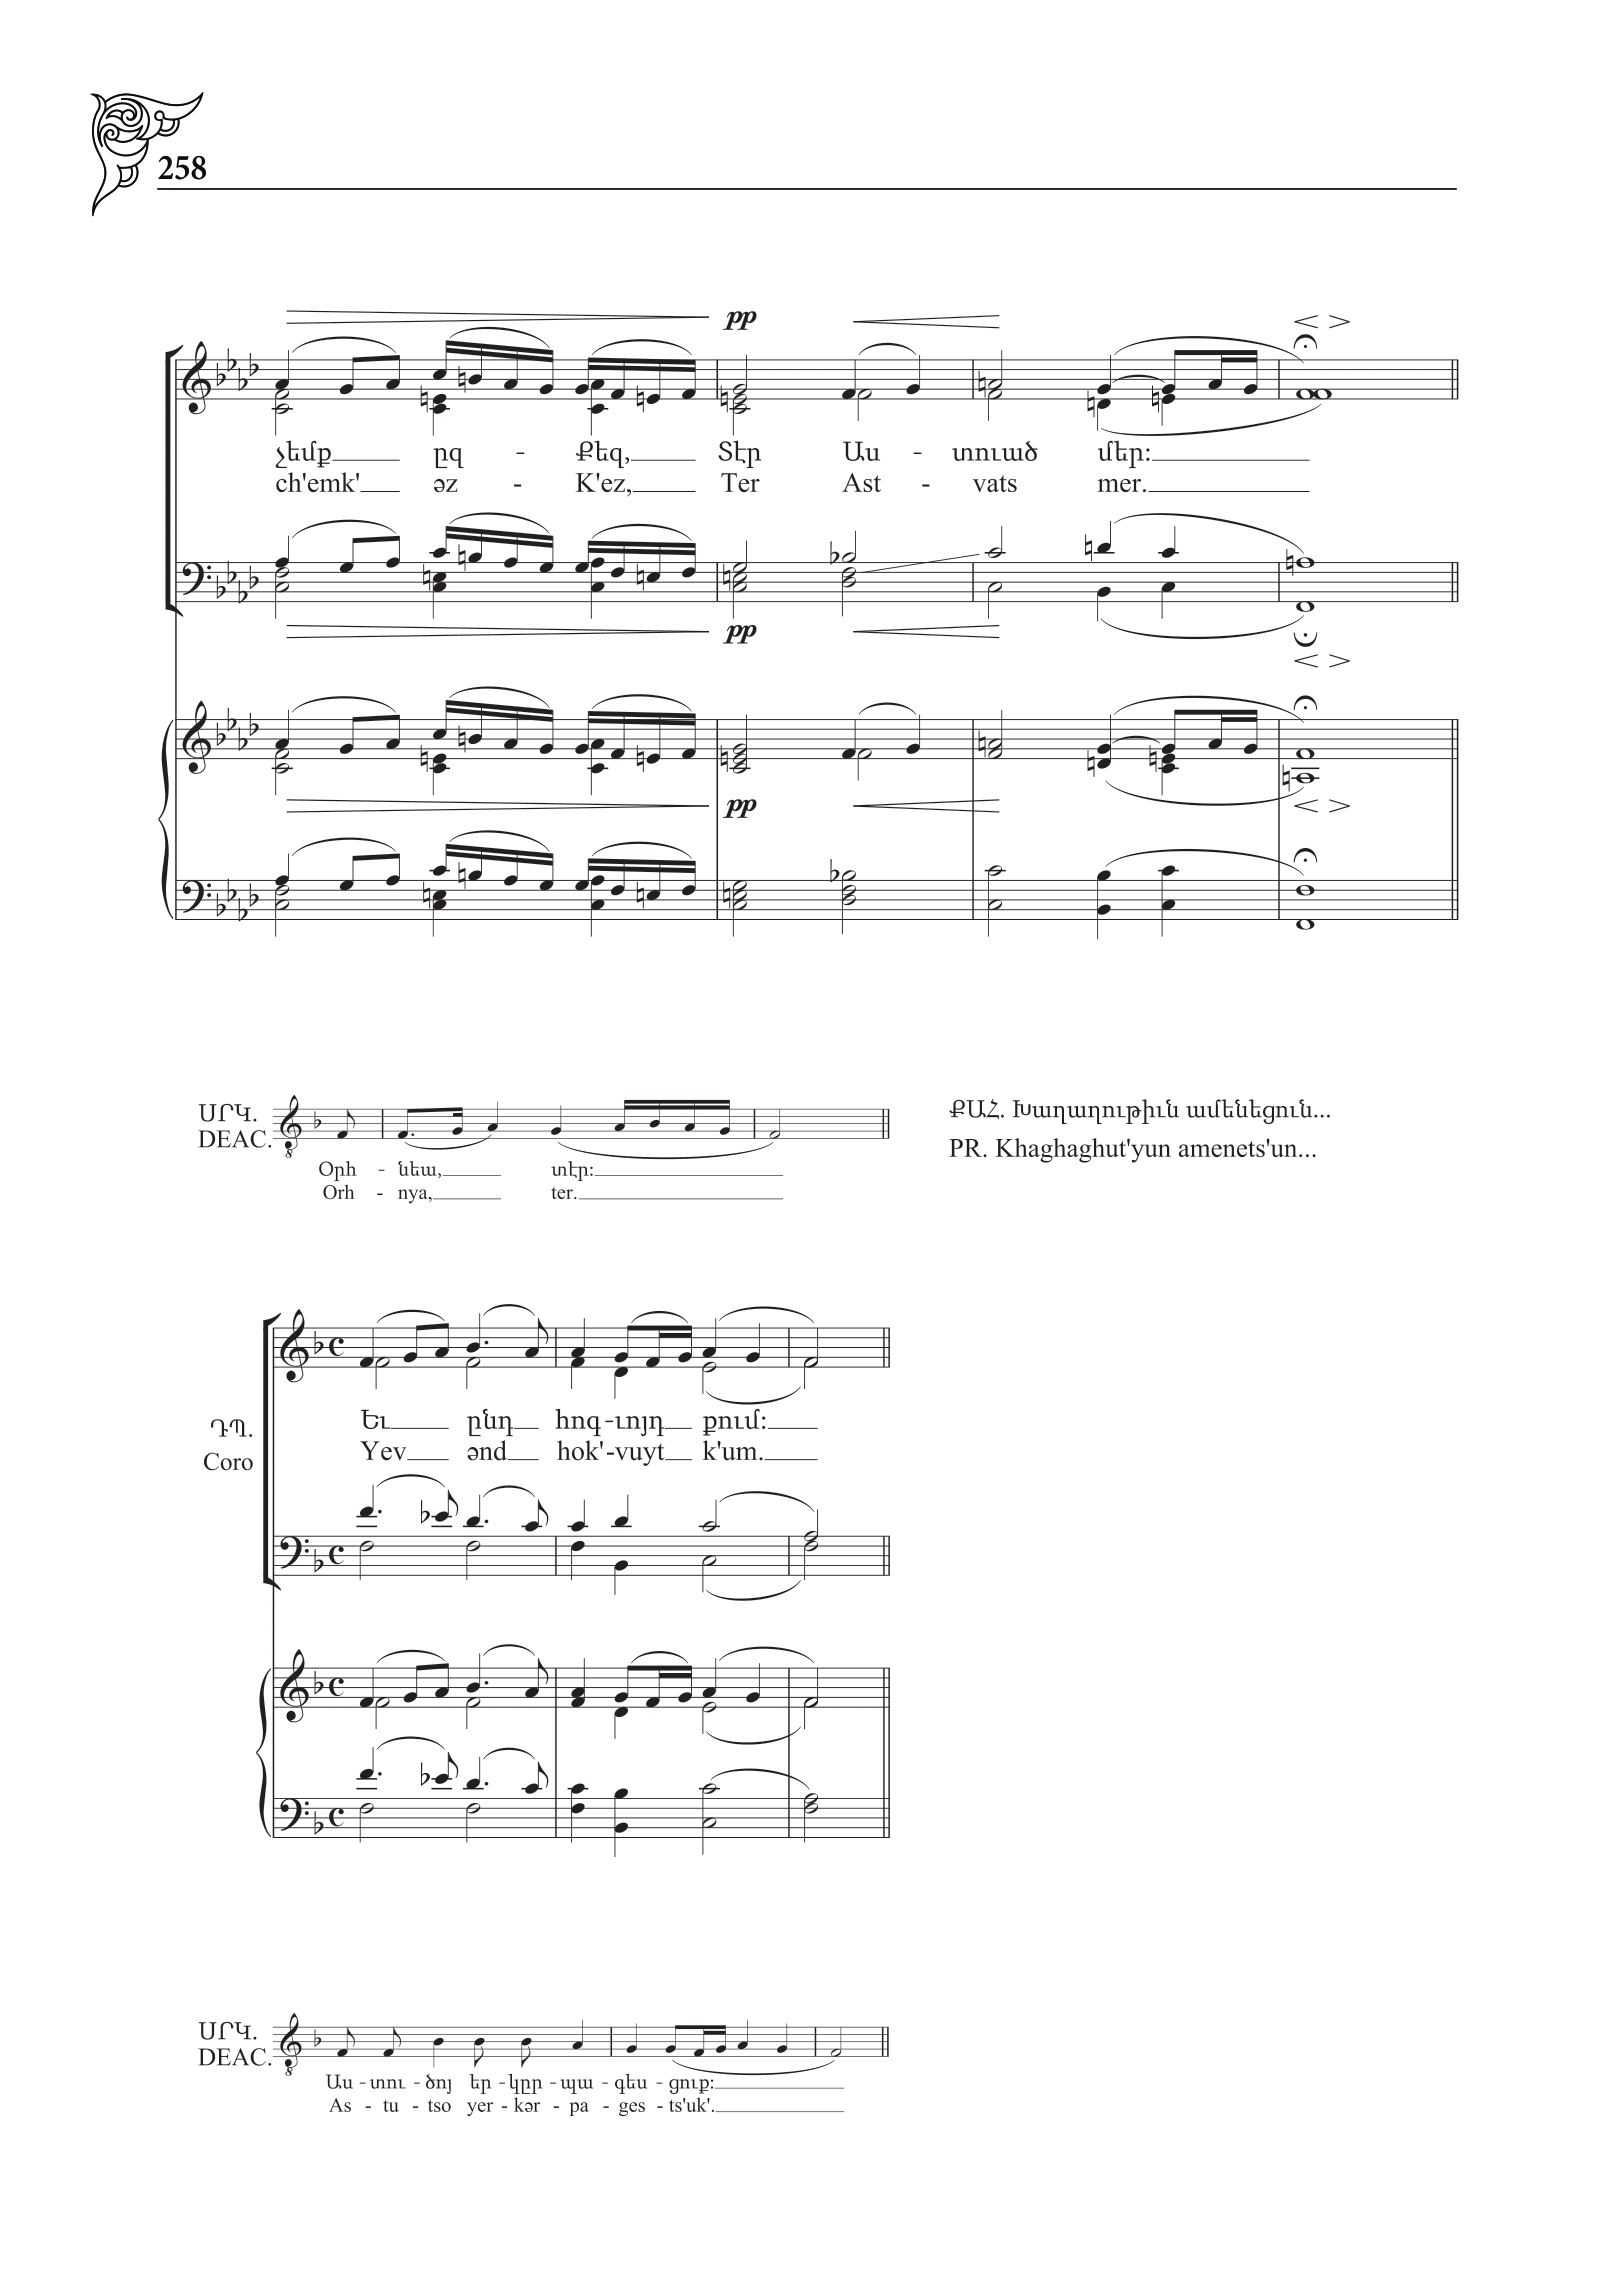 258
pp
չեմք ըզ - Քեզ, Տէր Աս - տուած մեր:
ch'emk' əz - K'ez, Ter Ast - vats mer.
pp
pp
ՍՐԿ.
DEAC.
Օրհ - նեա, տէր:
Orh - nya, ter.
ՔԱՀ. Խաղաղութիւն ամենեցուն...
PR. Khaghaghut'yun amenets'un...
ԴՊ.
Coro
Եւ ընդ հոգ-ւոյդ քում:
Yev ənd hok'-vuyt k'um.
ՍՐԿ.
DEAC.
Աս - տու - ծոյ եր - կըր - պա - գես - ցուք:
As - tu - tso yer - kər - pa - ges - ts'uk'.